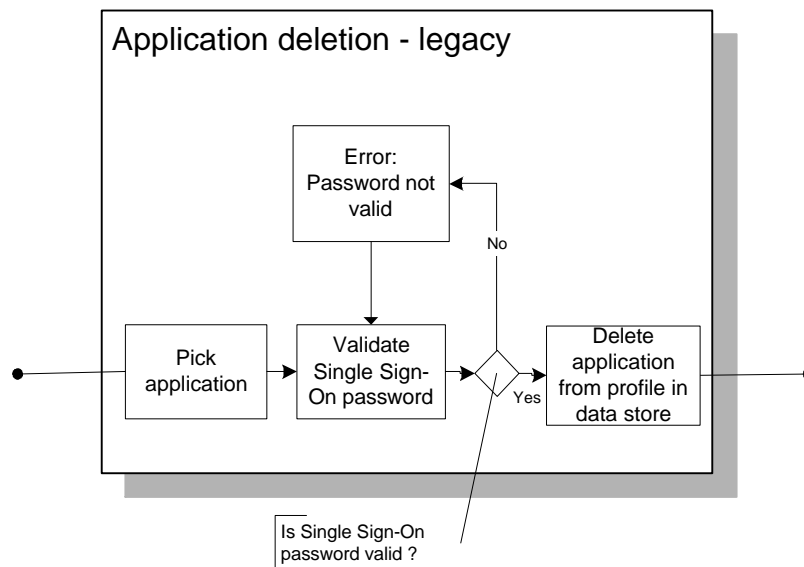 Application deletion - legacy
Error:
Password not
valid
No
Pick
application
Validate
Single Sign-
On password
Yes
Delete
application
from profile in
data store
Is Single Sign-On
password valid ?